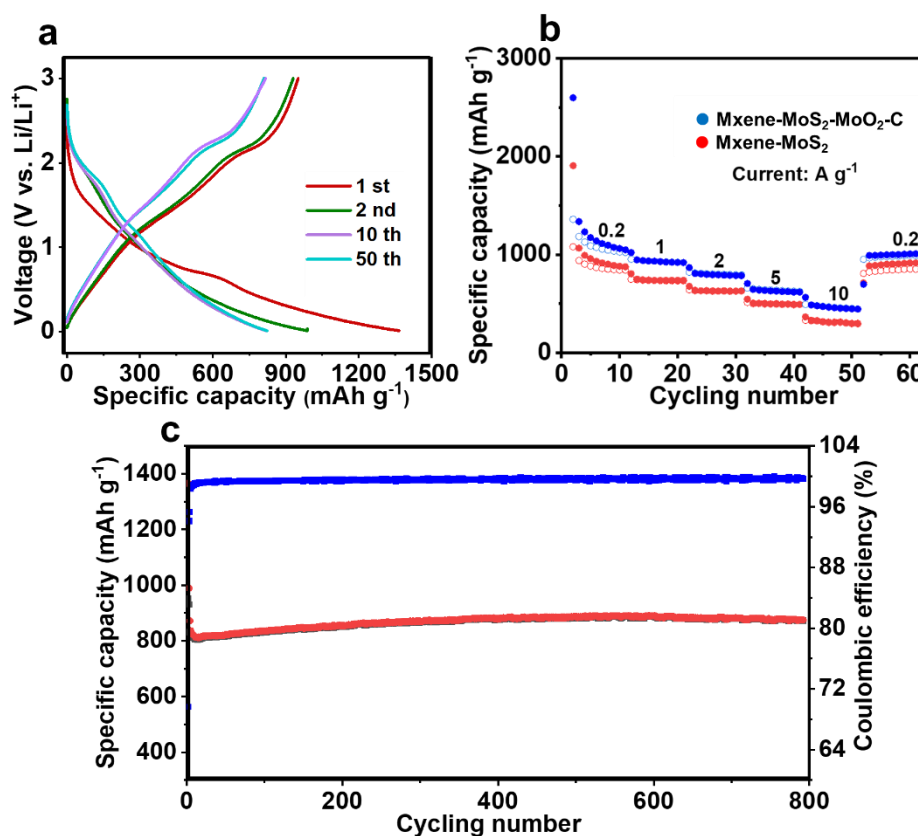 a
Voltage (V vs. Li/Li⁺)
3
2
1
0
1 st
2 nd
10 th
50 th
0 300 600 900 1200 1500
Specific capacity (mAh g⁻¹)
b
Specific capacity (mAh g⁻¹)
3000
2000
1000
0
Mxene-MoS₂-MoO₂-C
Mxene-MoS₂
Current: A g⁻¹
0.2 1 2 5 10 0.2
0 10 20 30 40 50 60
Cycling number
c
Specific capacity (mAh g⁻¹)
1400
1200
1000
800
600
400
104
96
88
80
72
64
Coulombic efficiency (%)
0 200 400 600 800
Cycling number